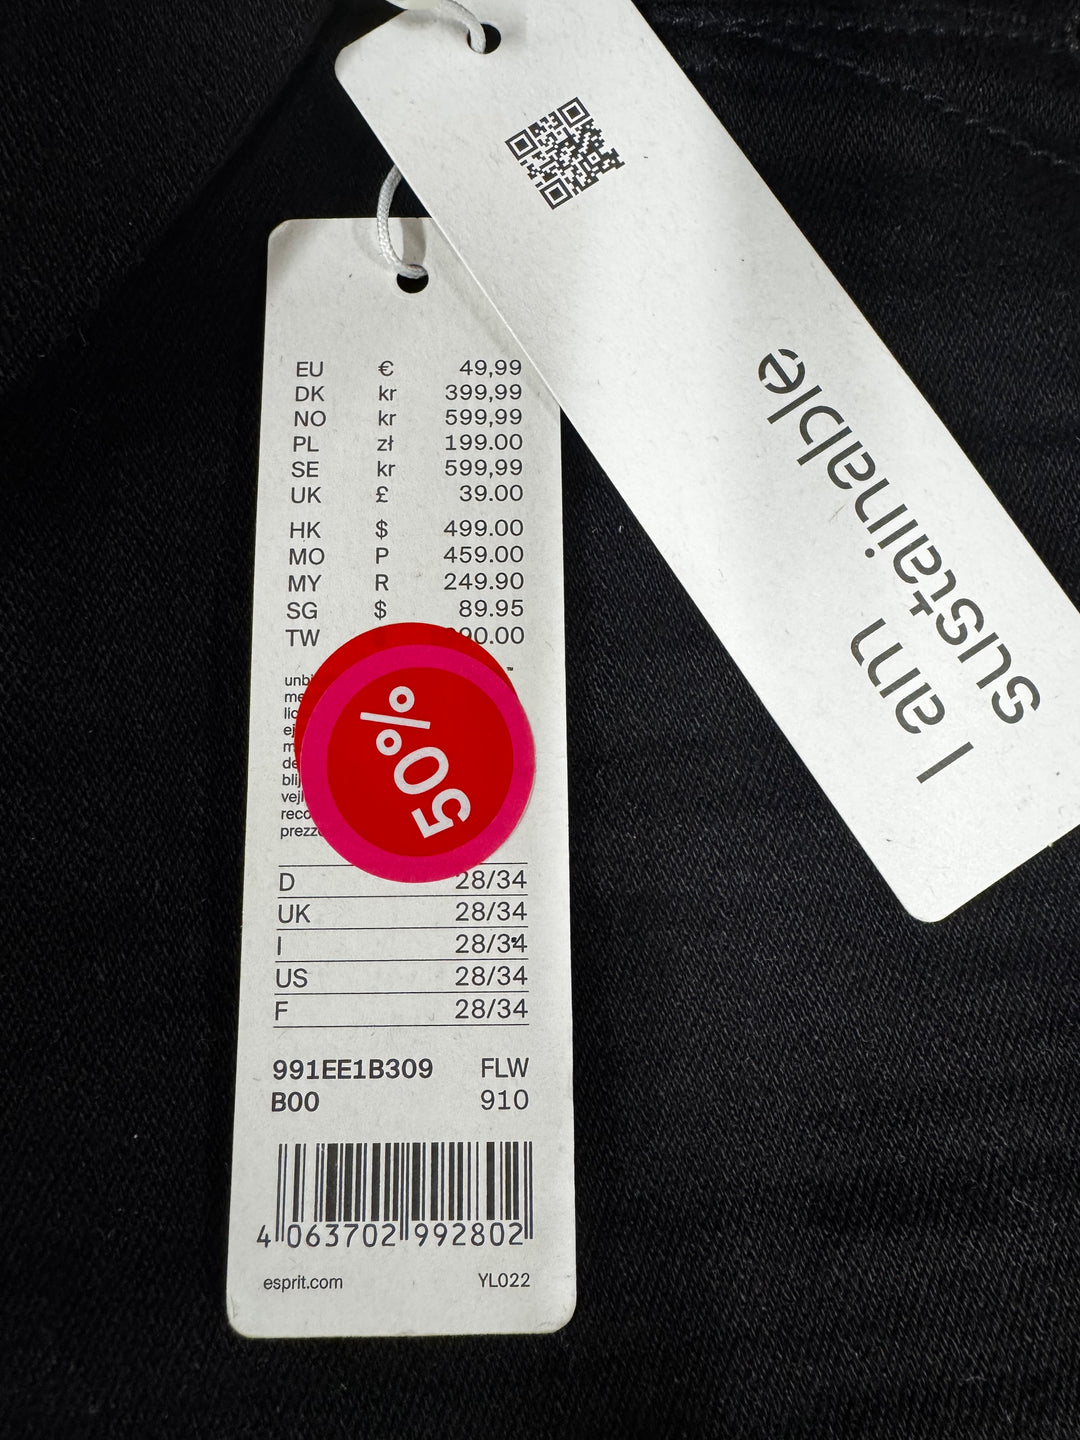 EU € 49,99
DK kr 399,99
NO kr 599,99
PL zł 199.00
SE kr 599,99
UK £ 39.00
HK $ 499.00
MO P 459.00
MY R 249.90
SG $ 89.95
TW
50%
D 28/34
UK 28/34
I 28/34
US 28/34
F 28/34
991EE1B309 FLW
B00 910
4 063702 992802
esprit.com YL022
I am
sustainable